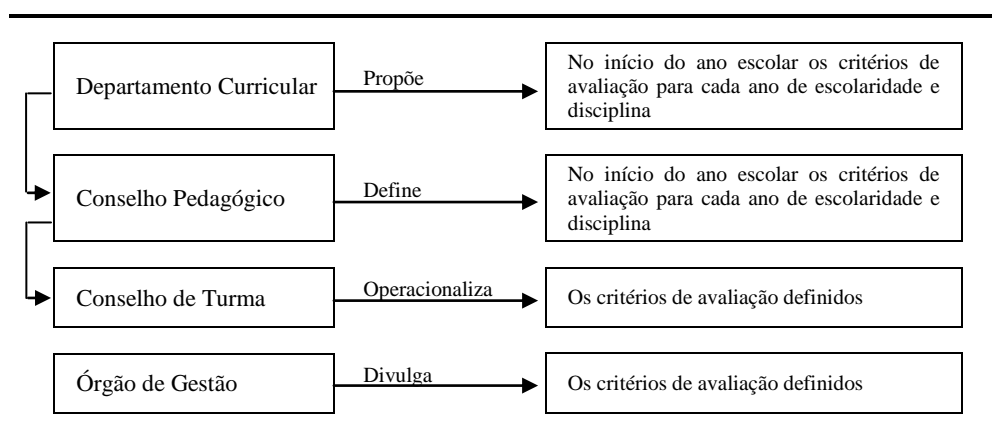 Departamento Curricular
Propõe
No início do ano escolar os critérios de
avaliação para cada ano de escolaridade e
disciplina
Conselho Pedagógico
Define
No início do ano escolar os critérios de
avaliação para cada ano de escolaridade e
disciplina
Conselho de Turma
Operacionaliza
Os critérios de avaliação definidos
Órgão de Gestão
Divulga
Os critérios de avaliação definidos